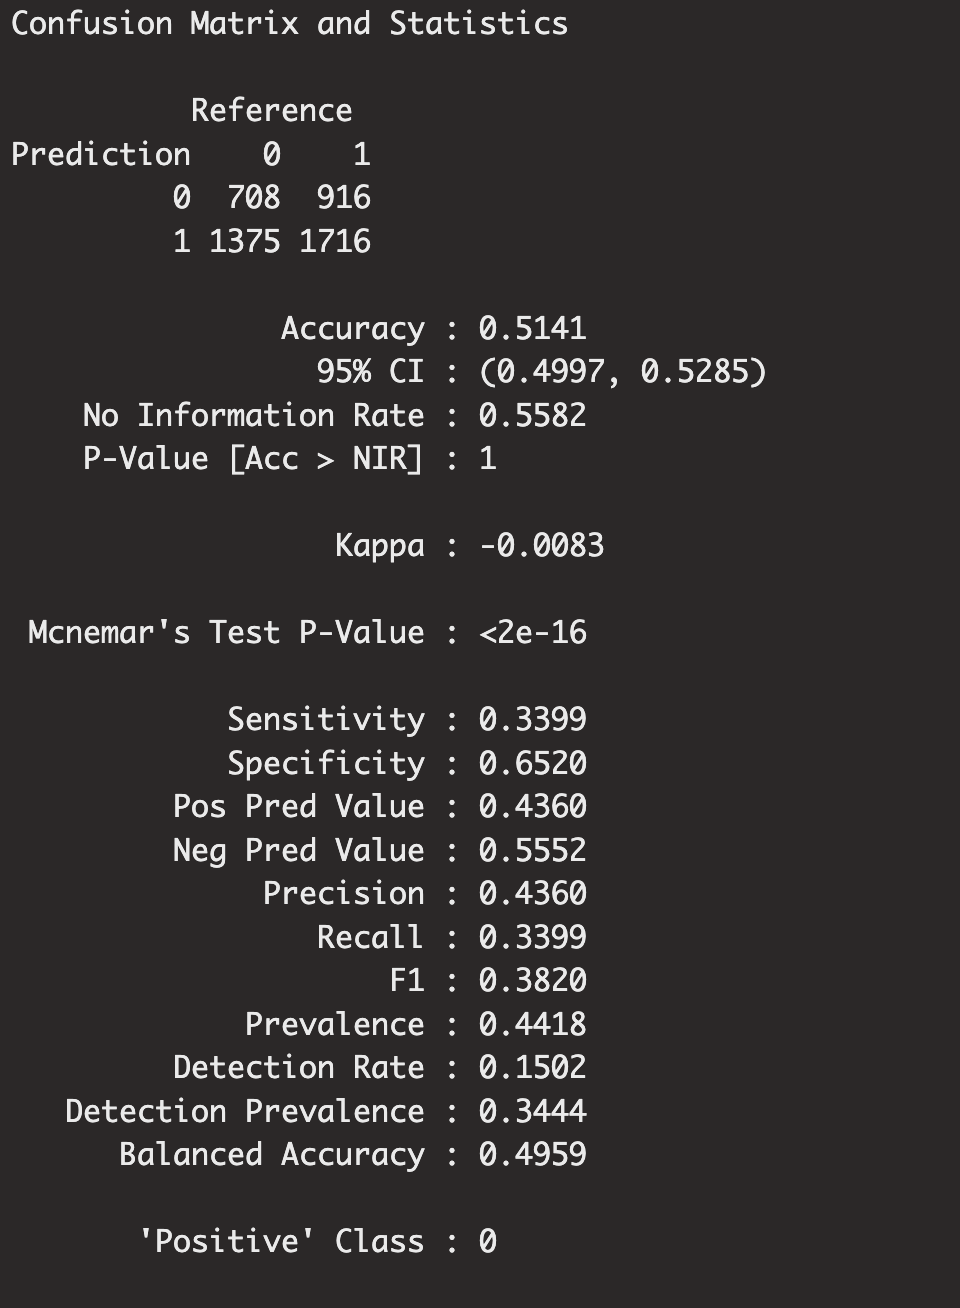 Confusion Matrix and Statistics
Reference
Prediction 0 1
0 708 916
1 1375 1716
Accuracy : 0.5141
95% CI : (0.4997, 0.5285)
No Information Rate : 0.5582
P-Value [Acc > NIR] : 1
Kappa : -0.0083
Mcnemar's Test P-Value : <2e-16
Sensitivity : 0.3399
Specificity : 0.6520
Pos Pred Value : 0.4360
Neg Pred Value : 0.5552
Precision : 0.4360
Recall : 0.3399
F1 : 0.3820
Prevalence : 0.4418
Detection Rate : 0.1502
Detection Prevalence : 0.3444
Balanced Accuracy : 0.4959
'Positive' Class : 0